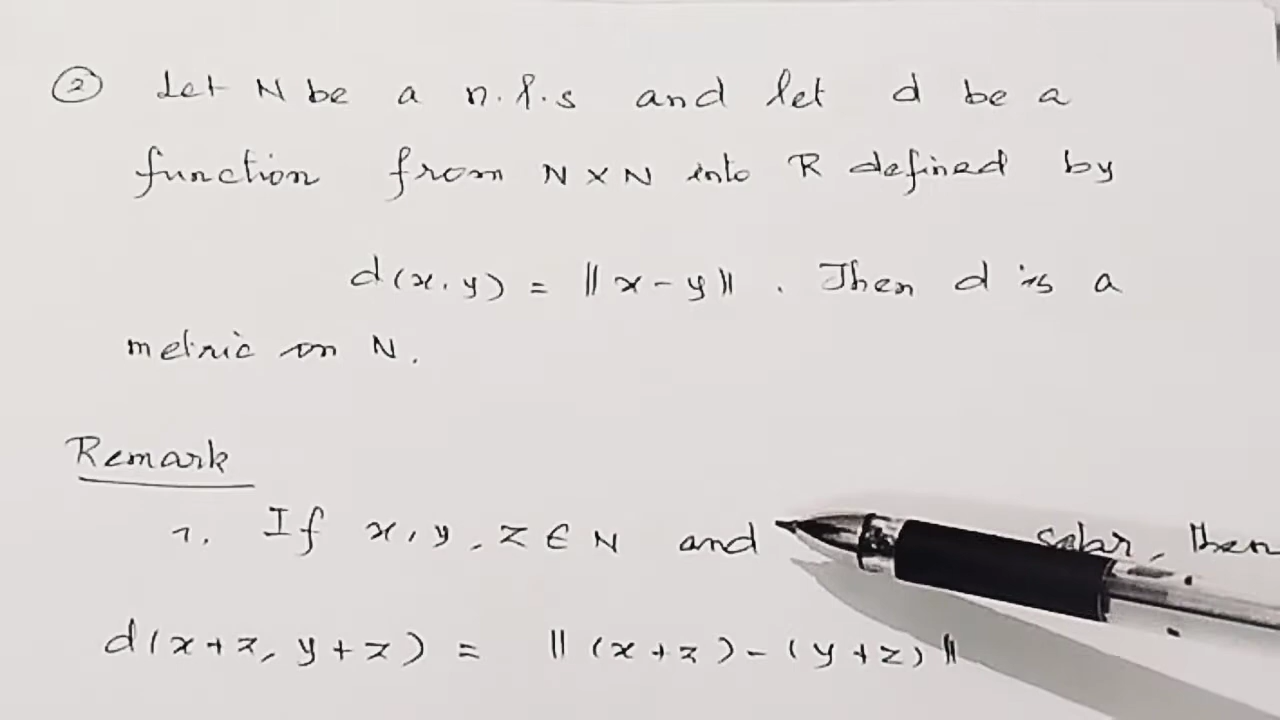 ② Let N be a n.l.s and let d be a
function from N × N into R defined by
d(x, y) = ||x - y||. Then d is a
metric on N.
Remark
1. If x, y, z ∈ N and scalar, then
d(x+z, y+z) = ||(x+z)-(y+z)||